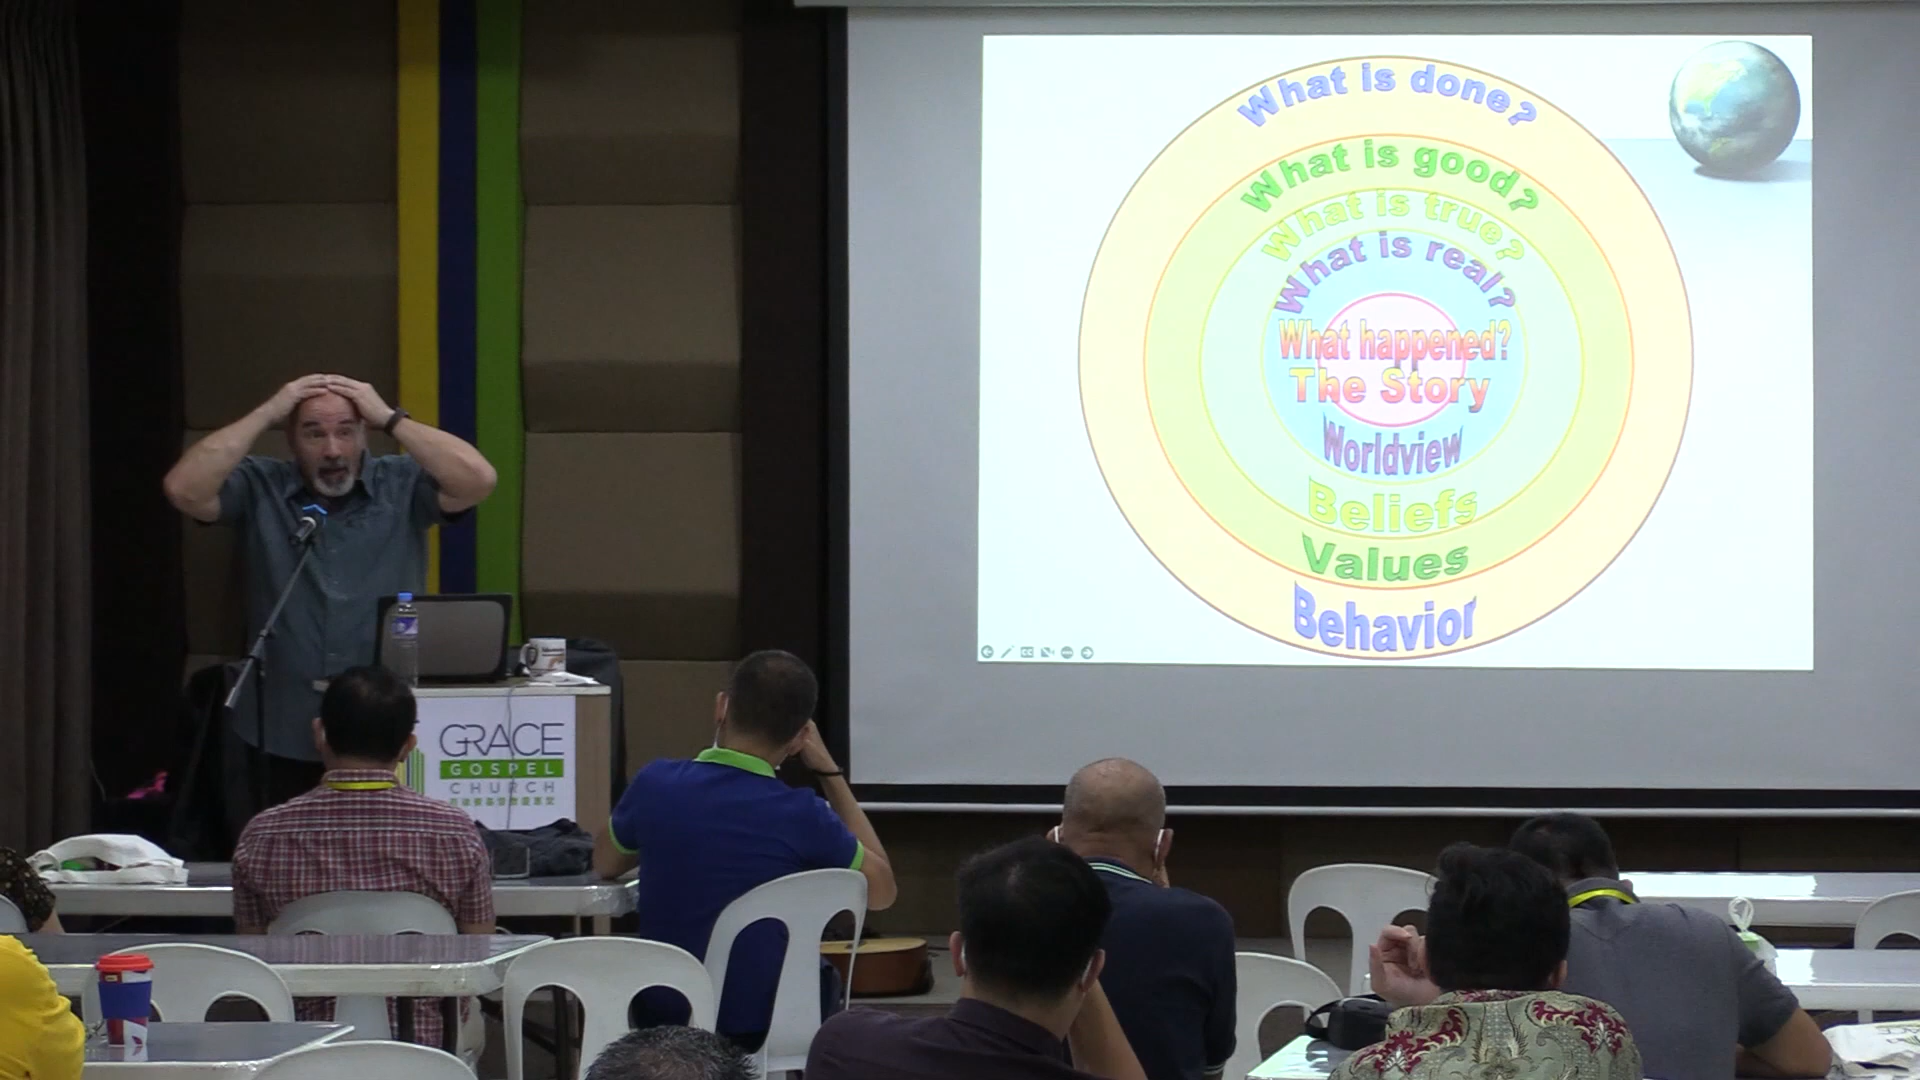 What is done?
What is good?
What is true?
What is real?
What happened?
The Story
Worldview
Beliefs
Values
Behavior
GRACE
GOSPEL
CHURCH